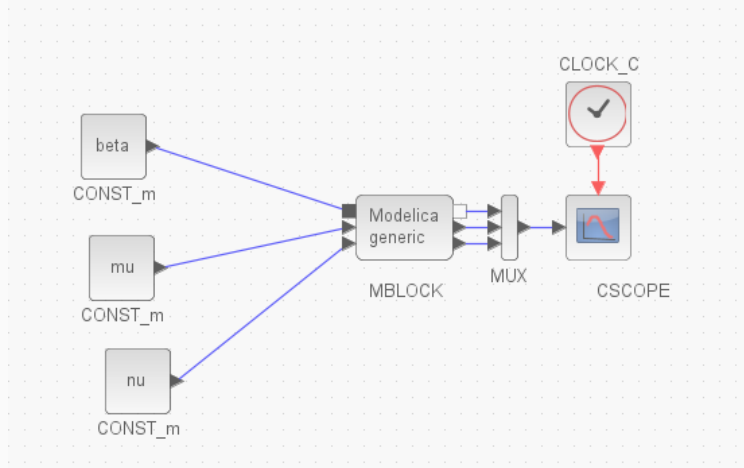 CLOCK_C
beta
CONST_m
Modelica
generic
mu
MUX
MBLOCK
CSCOPE
CONST_m
nu
CONST_m